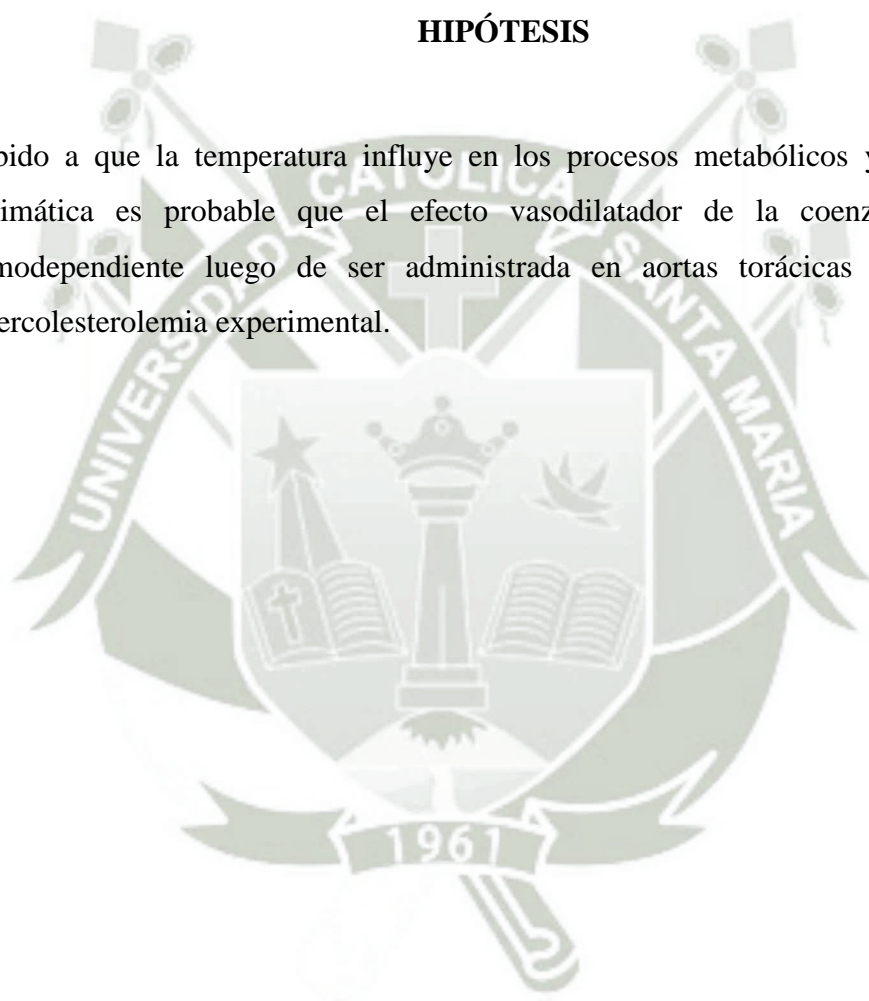 HIPÓTESIS
bido a que la temperatura influye en los procesos metabólicos y
imática es probable que el efecto vasodilatador de la coenz
modependiente luego de ser administrada en aortas torácicas
ercolesterolemia experimental.
UNIVERSIDAD CATOLICA SANTA MARIA
1961